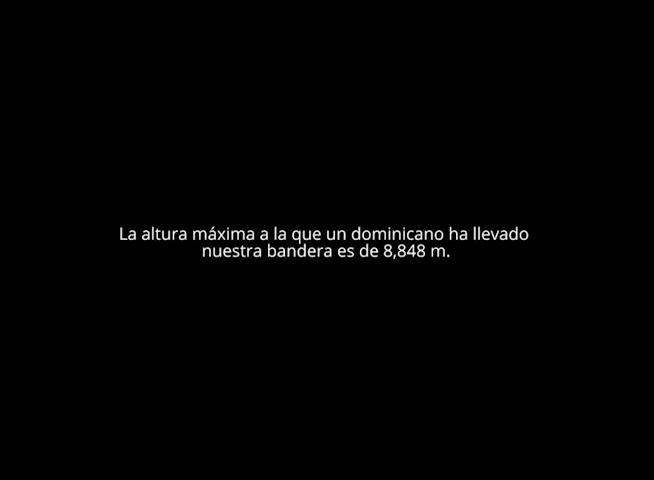 La altura máxima a la que un dominicano ha llevado
nuestra bandera es de 8,848 m.